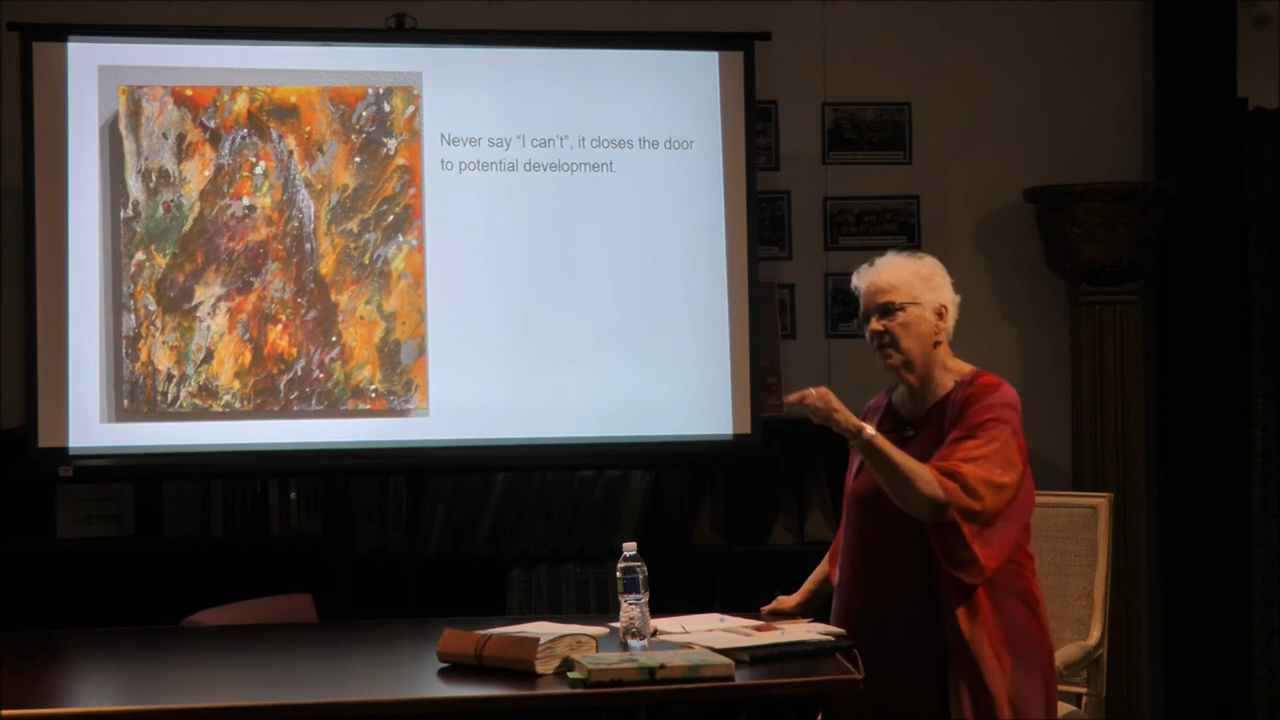 Never say “I can’t”, it closes the door
to potential development.